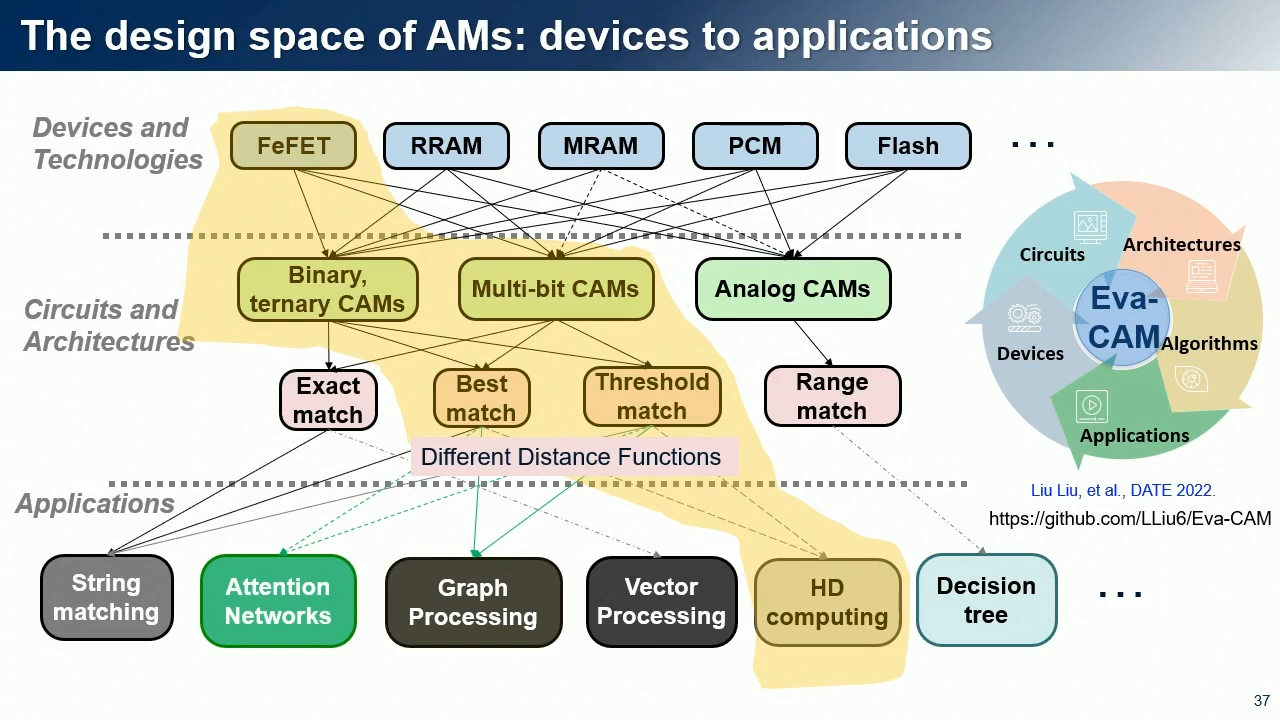 The design space of AMs: devices to applications
Devices and
Technologies
FeFET
RRAM
MRAM
PCM
Flash
...
Circuits and
Architectures
Binary,
ternary CAMs
Multi-bit CAMs
Analog CAMs
Exact
match
Best
match
Threshold
match
Range
match
Different Distance Functions
Applications
String
matching
Attention
Networks
Graph
Processing
Vector
Processing
HD
computing
Decision
tree
...
Circuits
Architectures
Eva-
CAM
Devices
Algorithms
Applications
Liu Liu, et al., DATE 2022.
https://github.com/LLiu6/Eva-CAM
37